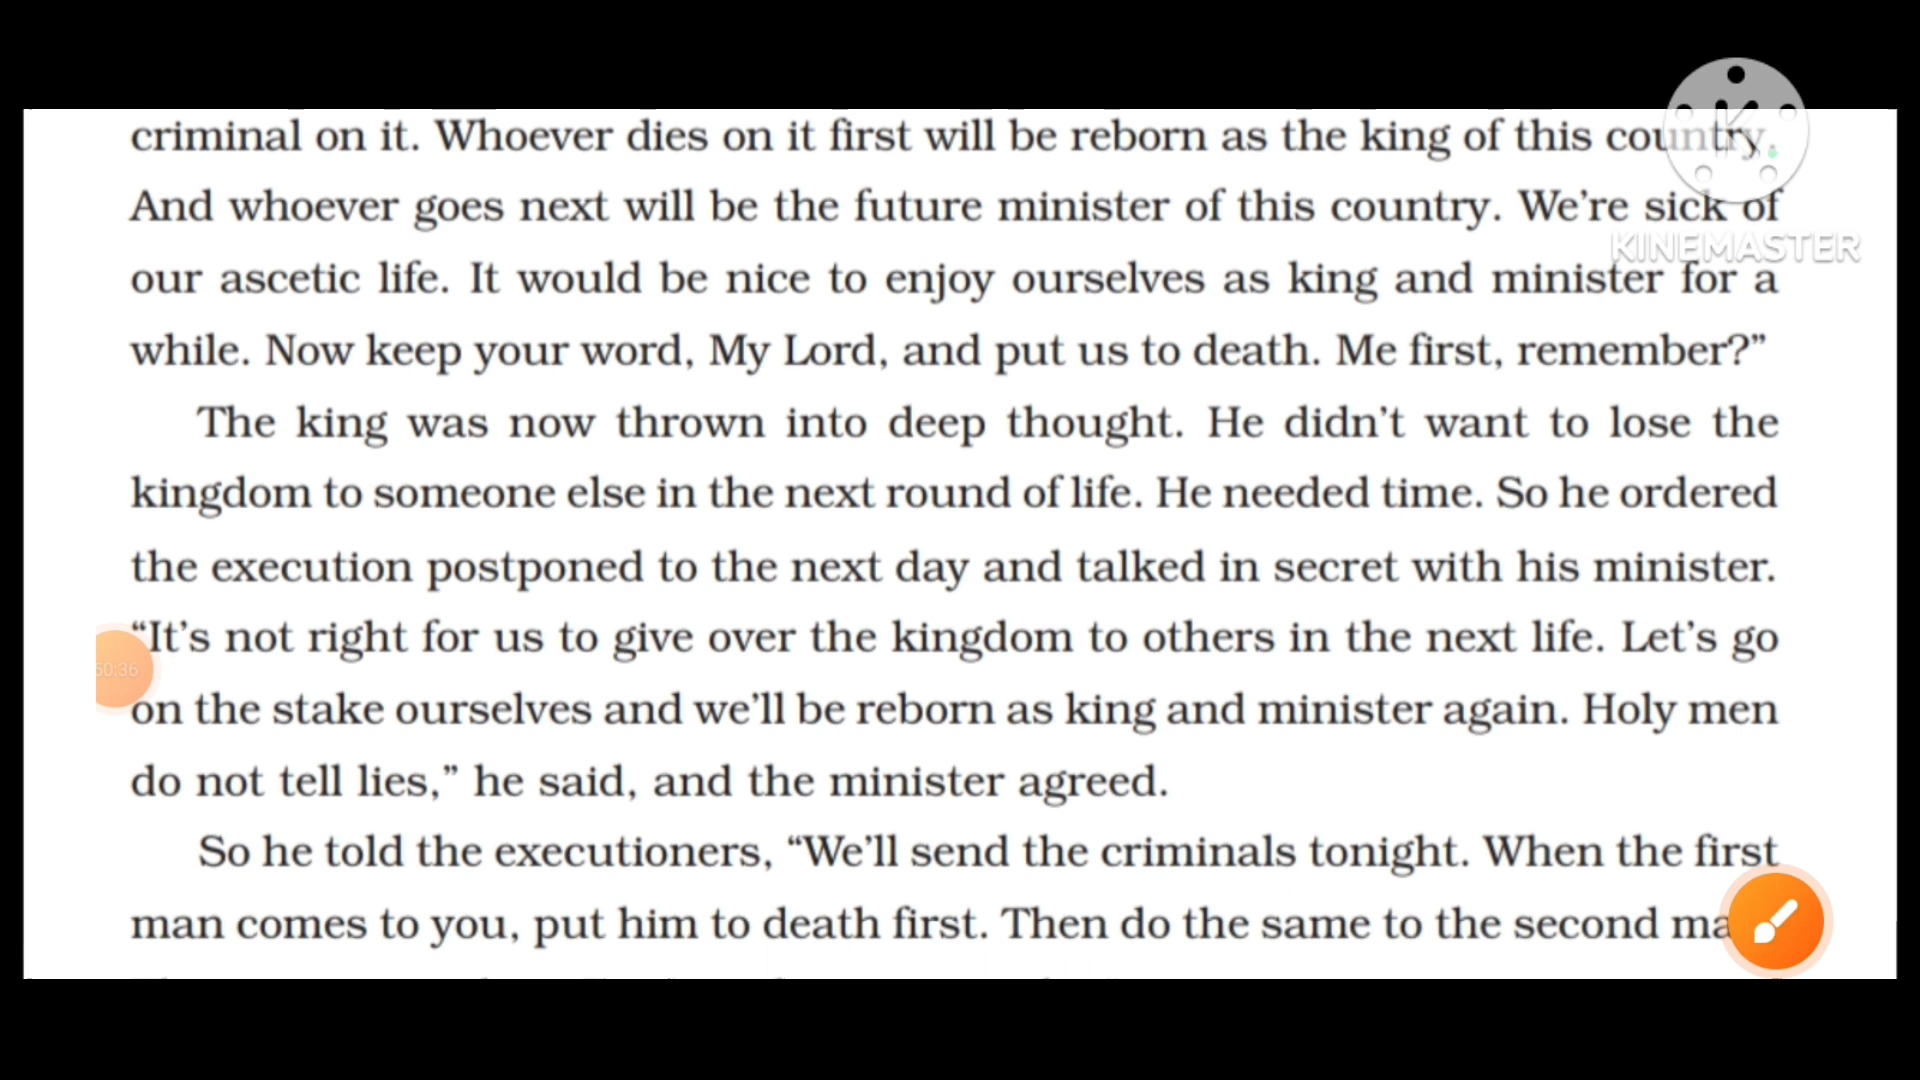 criminal on it. Whoever dies on it first will be reborn as the king of this country.
And whoever goes next will be the future minister of this country. We’re sick of
KINEMASTER
our ascetic life. It would be nice to enjoy ourselves as king and minister for a
while. Now keep your word, My Lord, and put us to death. Me first, remember?”
The king was now thrown into deep thought. He didn’t want to lose the
kingdom to someone else in the next round of life. He needed time. So he ordered
the execution postponed to the next day and talked in secret with his minister.
“It’s not right for us to give over the kingdom to others in the next life. Let’s go
50:36
on the stake ourselves and we’ll be reborn as king and minister again. Holy men
do not tell lies,” he said, and the minister agreed.
So he told the executioners, “We’ll send the criminals tonight. When the first
man comes to you, put him to death first. Then do the same to the second